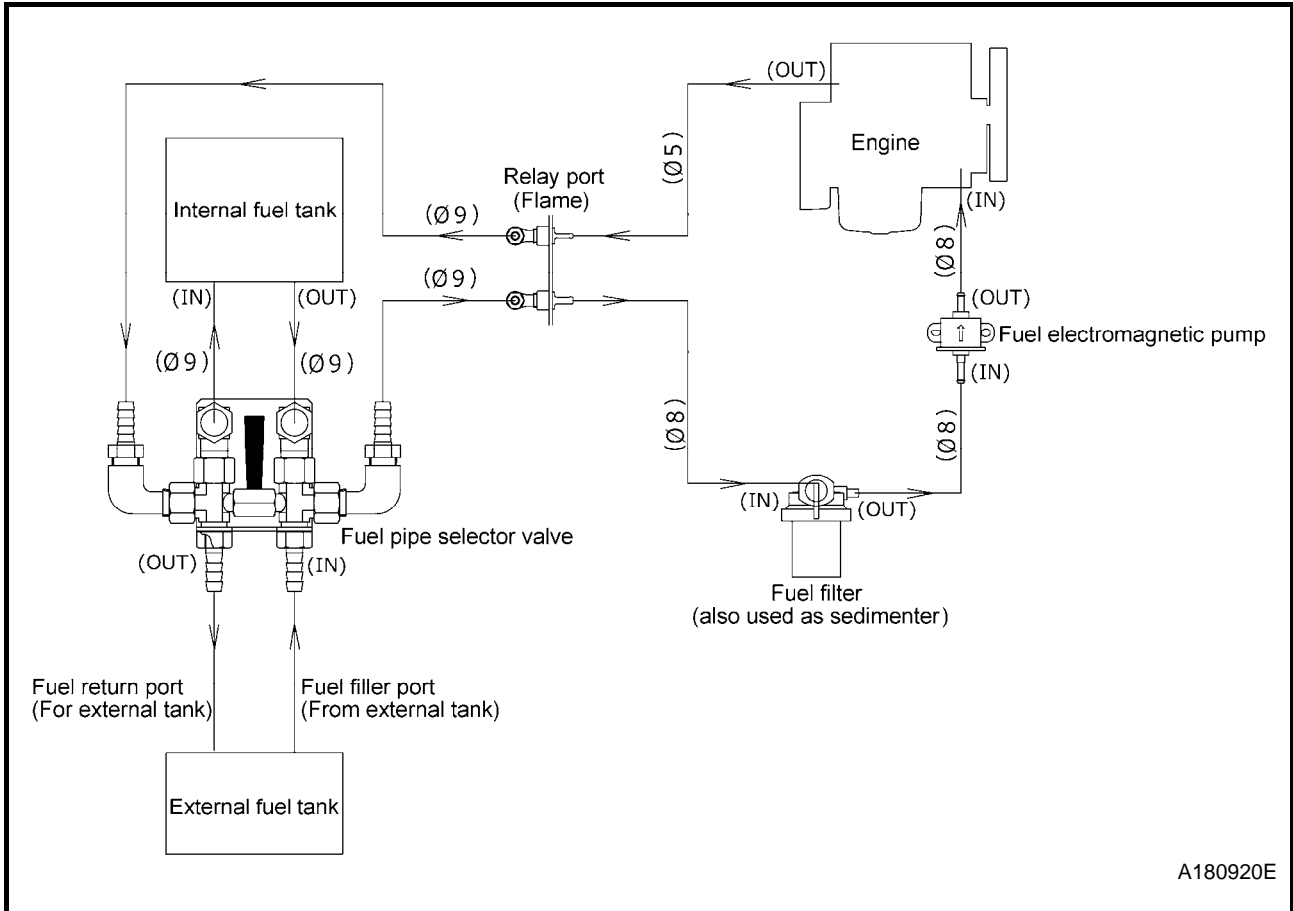 (OUT)
Engine
(Ø5)
Relay port
(Flame)
Internal fuel tank
(Ø9)
(IN)
(Ø9)
(Ø8)
(IN)
(OUT)
(OUT)
Fuel electromagnetic pump
(Ø9)
(Ø9)
(IN)
(Ø8)
(Ø8)
(IN)
(OUT)
Fuel pipe selector valve
(OUT)
(IN)
Fuel filter
(also used as sedimenter)
Fuel return port
(For external tank)
Fuel filler port
(From external tank)
External fuel tank
A180920E